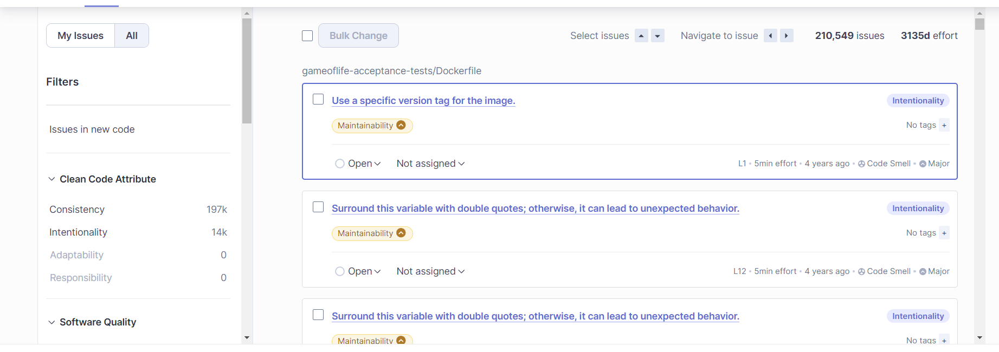 My Issues All
Filters
Issues in new code
Clean Code Attribute
Consistency 197k
Intentionality 14k
Adaptability 0
Responsibility 0
Software Quality
Bulk Change Select issues Navigate to issue 210,549 issues 3135d effort
gameoflife-acceptance-tests/Dockerfile
Use a specific version tag for the image. Intentionality
Maintainability No tags +
Open Not assigned L1 • 5min effort • 4 years ago • Code Smell • Major
Surround this variable with double quotes; otherwise, it can lead to unexpected behavior. Intentionality
Maintainability No tags +
Open Not assigned L12 • 5min effort • 4 years ago • Code Smell • Major
Surround this variable with double quotes; otherwise, it can lead to unexpected behavior. Intentionality
Maintainability No tags +